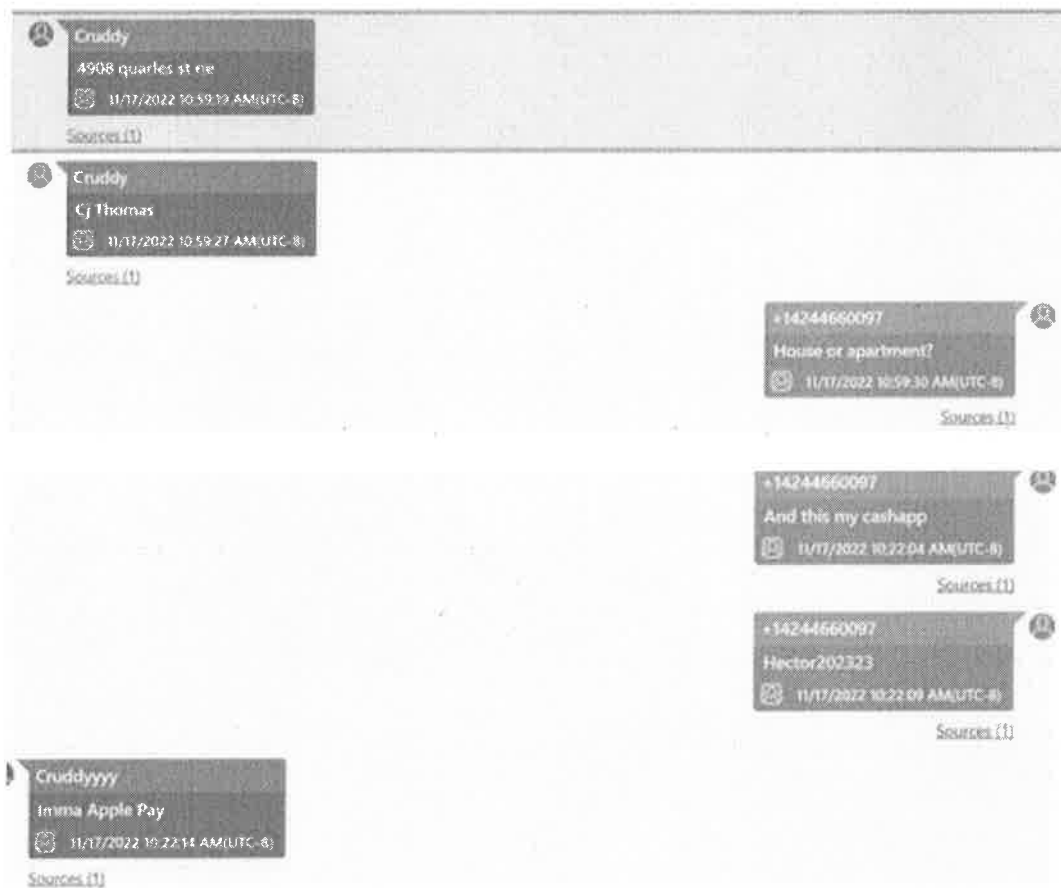 Cruddy
4908 quarles st ne
11/17/2022 10:59:19 AM(UTC-8)
Sources (1)
Cruddy
Cj Thomas
11/17/2022 10:59:27 AM(UTC-8)
Sources (1)
+14244660097
House or apartment?
11/17/2022 10:59:30 AM(UTC-8)
Sources (1)
+14244660097
And this my cashapp
11/17/2022 10:22:04 AM(UTC-8)
Sources (1)
+14244660097
Hector202323
11/17/2022 10:22:09 AM(UTC-8)
Sources (1)
Cruddyyyy
Imma Apple Pay
11/17/2022 10:22:14 AM(UTC-8)
Sources (1)